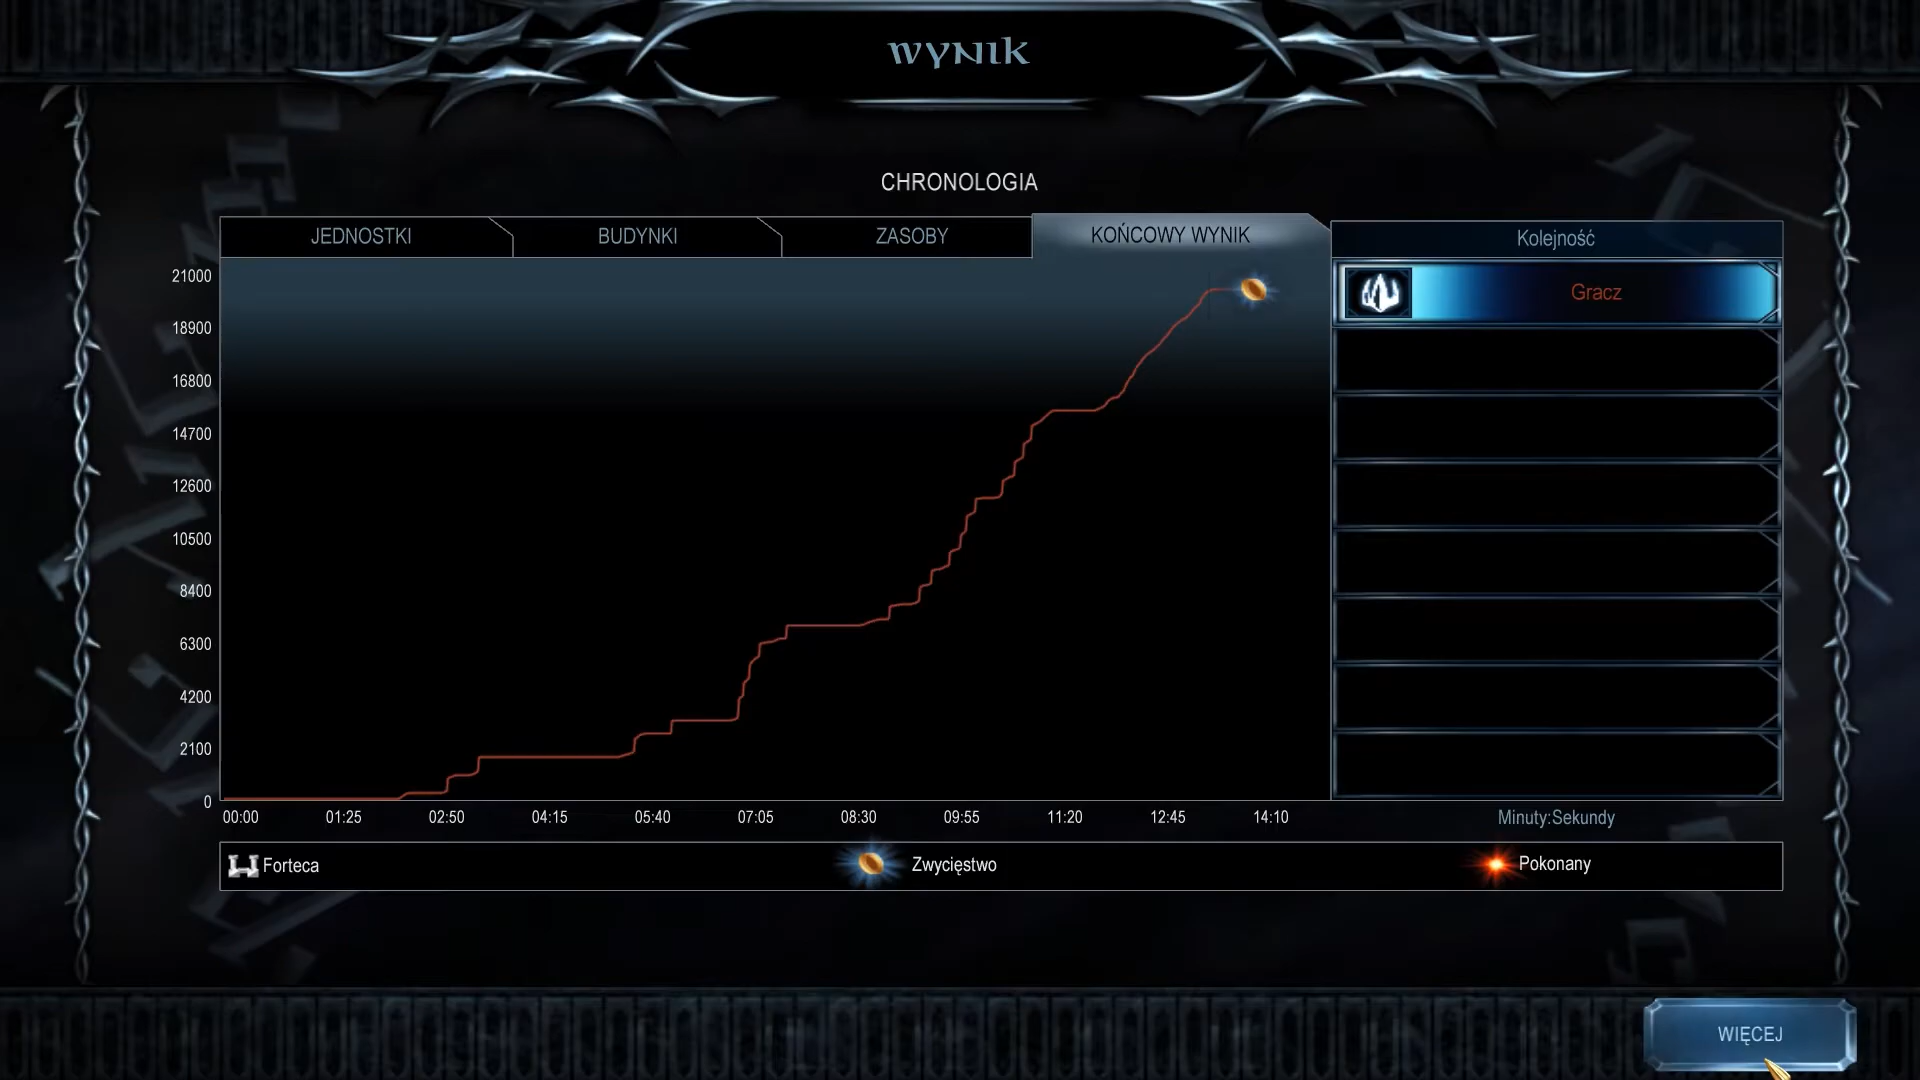 WYNIK
CHRONOLOGIA
JEDNOSTKI
BUDYNKI
ZASOBY
KOŃCOWY WYNIK
Kolejność
Gracz
21000
18900
16800
14700
12600
10500
8400
6300
4200
2100
0
00:00 01:25 02:50 04:15 05:40 07:05 08:30 09:55 11:20 12:45 14:10
Minuty:Sekundy
Forteca
Zwycięstwo
Pokonany
WIĘCEJ